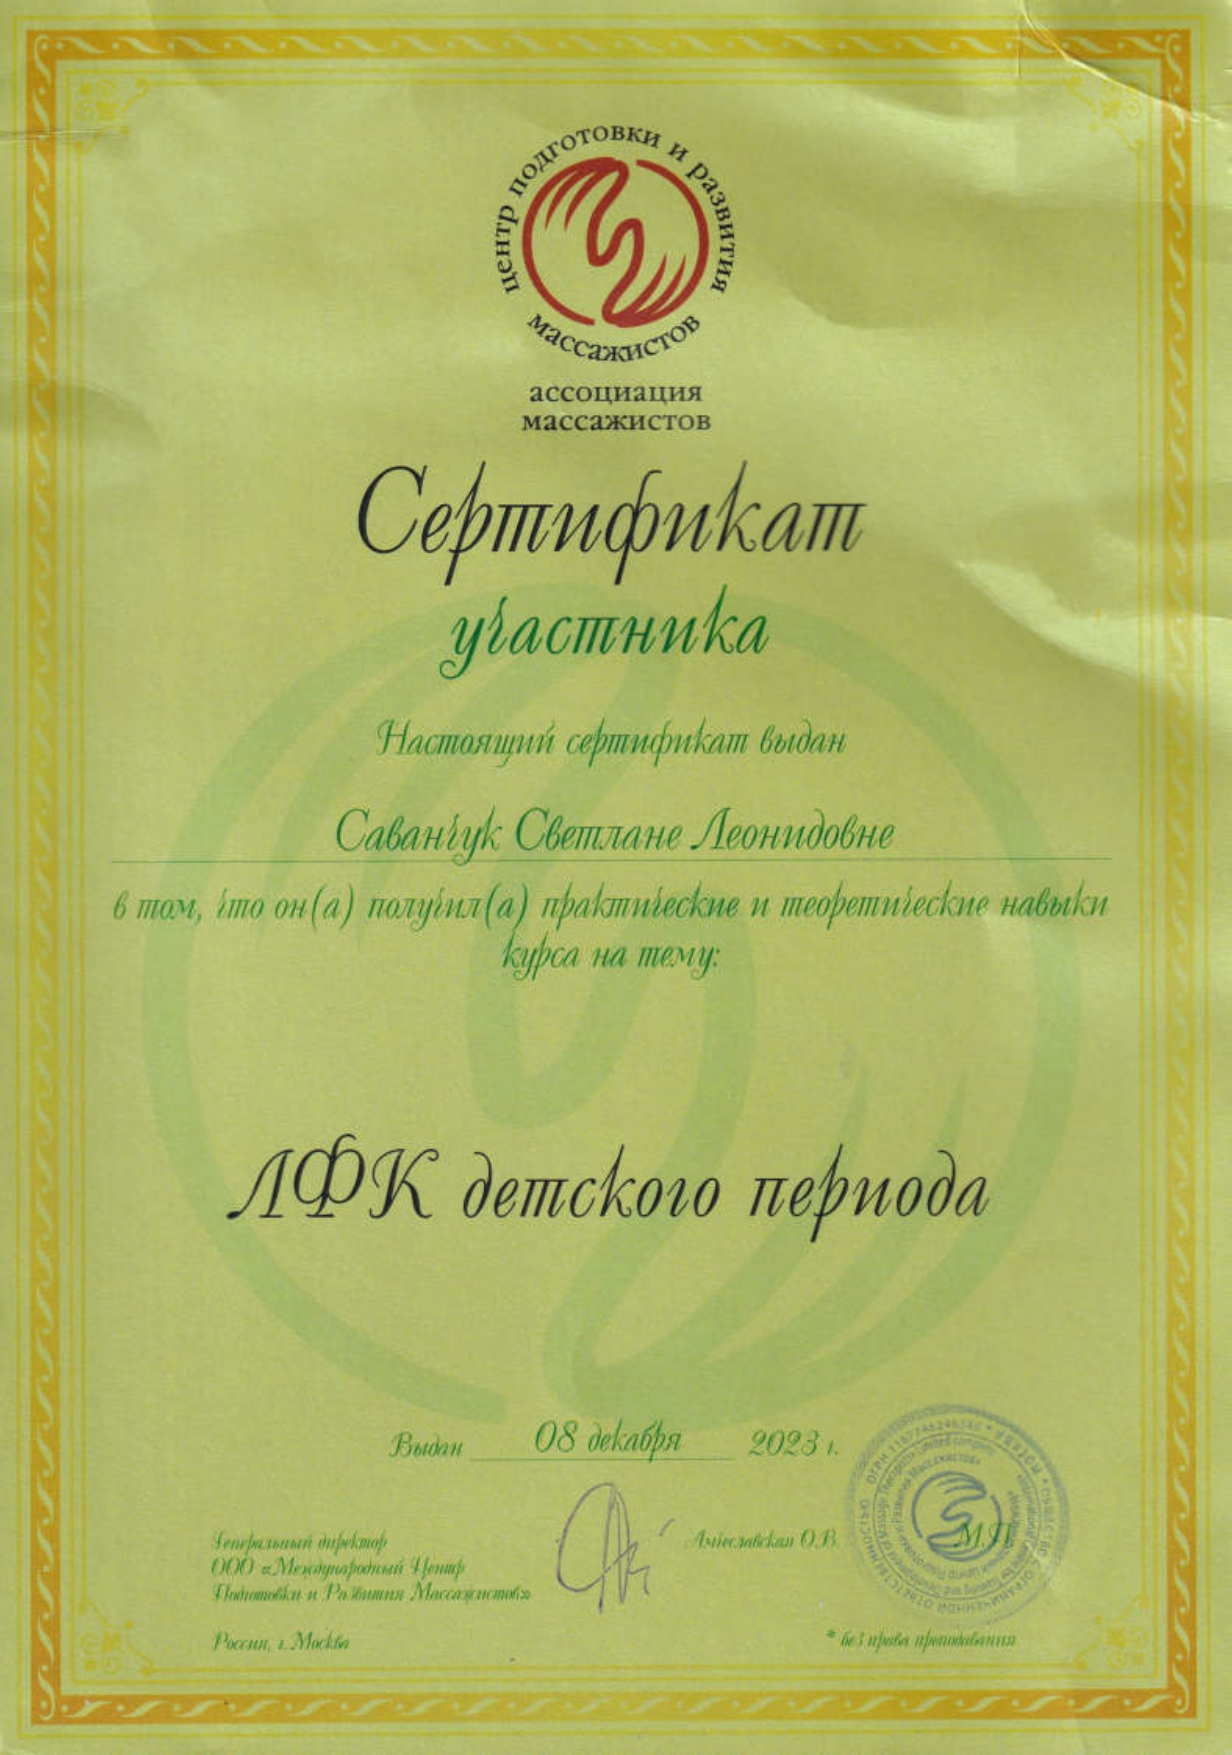 центр подготовки и развития
массажистов
ассоциация
массажистов
Сертификат
участника
Настоящий сертификат выдан
Саванчук Светлане Леонидовне
в том, что он(а) получил(а) практические и теоретические навыки
курса на тему:
ЛФК детского периода
Выдан 08 декабря 2023 г.
Генеральный директор
ООО «Международный Центр
Подготовки и Развития Массажистов»
Амчеславская О.В.
М.П.
Россия, г. Москва
* без права преподавания